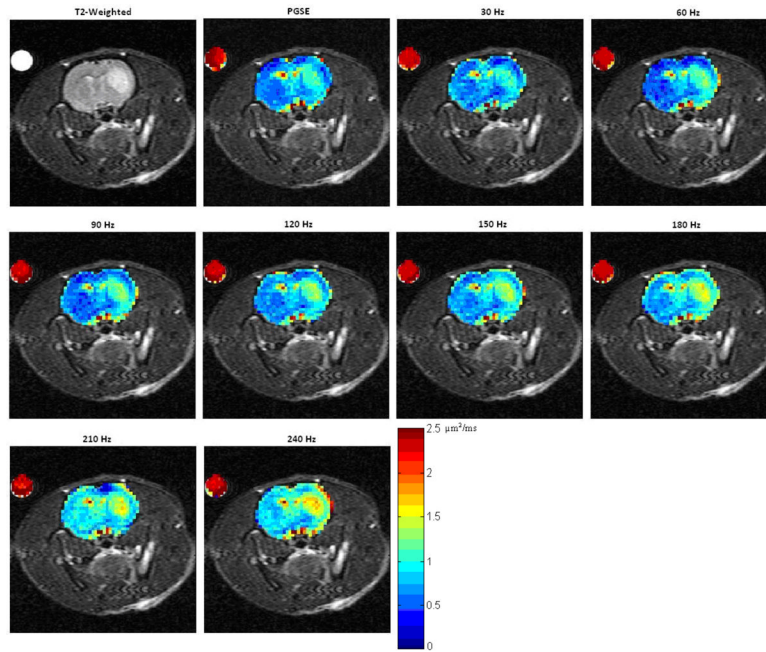 T2-Weighted
PGSE
30 Hz
60 Hz
90 Hz
120 Hz
150 Hz
180 Hz
210 Hz
240 Hz
2.5 μm²/ms
2
1.5
1
0.5
0